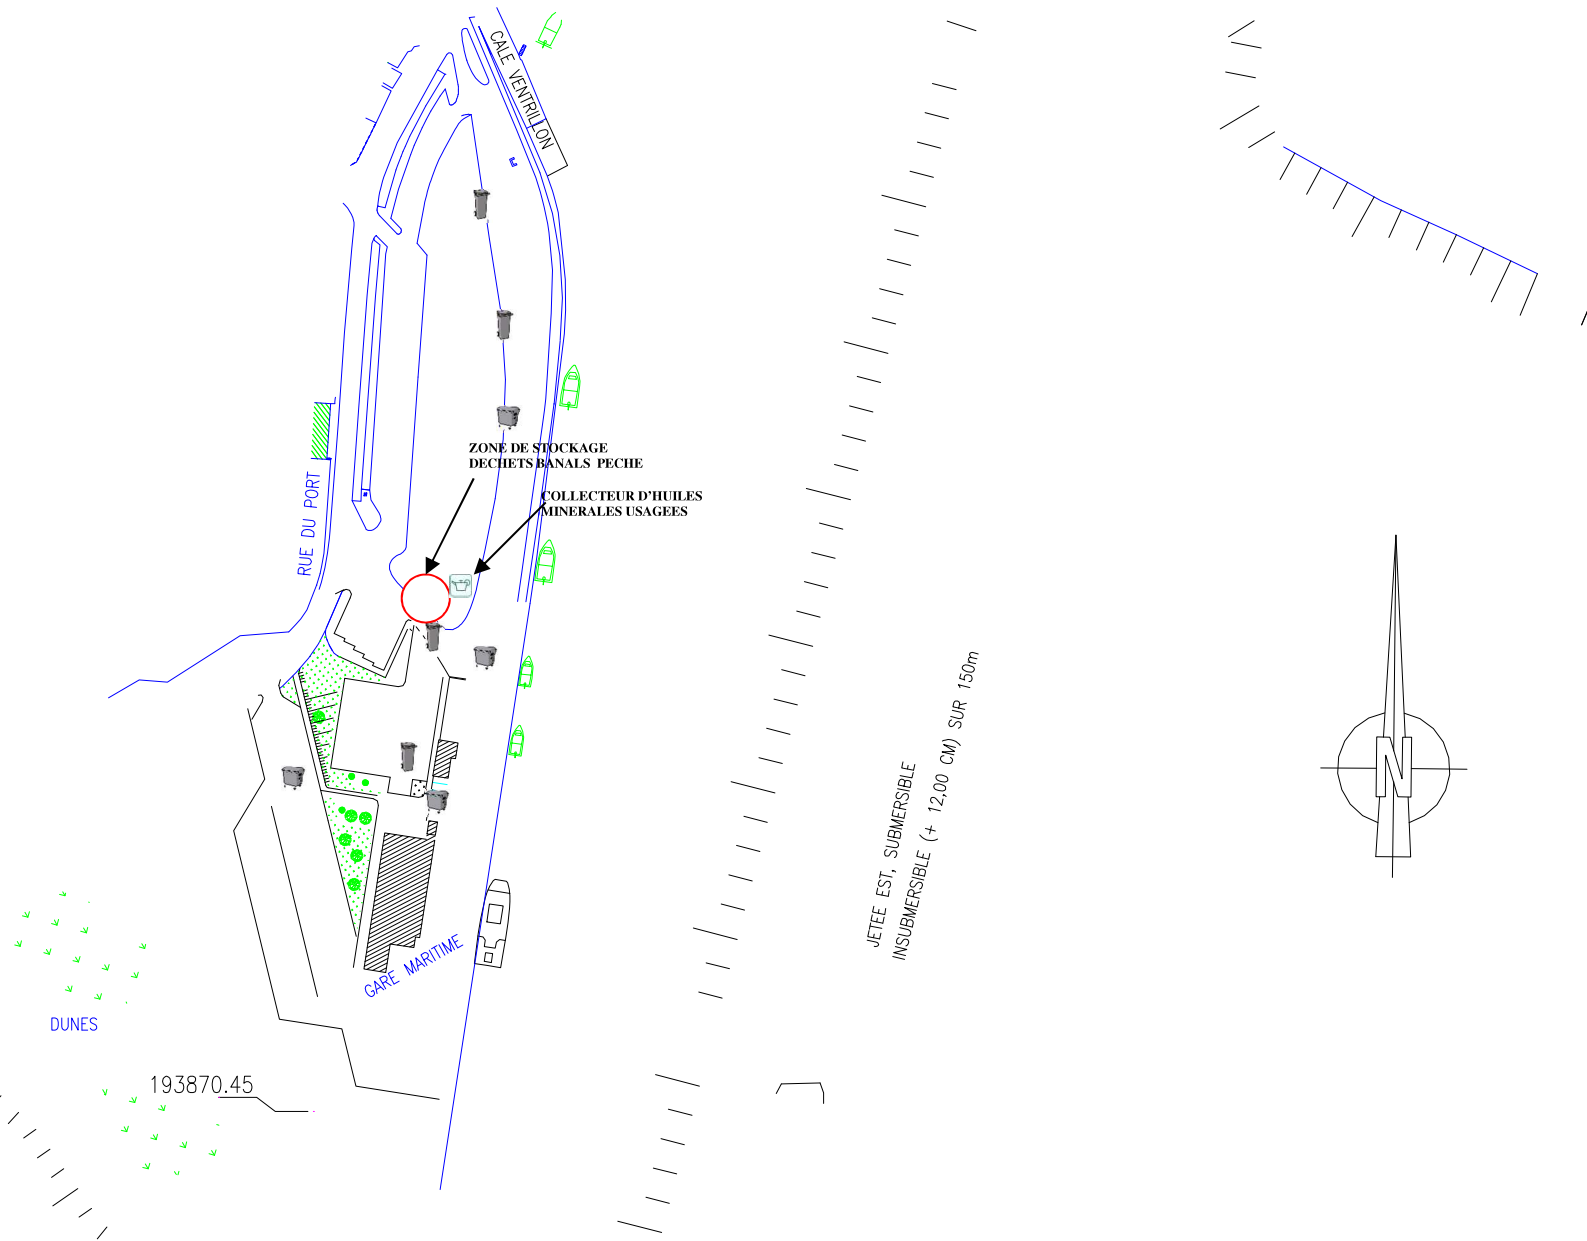 CALE VENTRILLON
ZONE DE STOCKAGE
DECHETS BANALS PECHE
COLLECTEUR D'HUILES
MINERALES USAGEES
RUE DU PORT
JETEE EST, SUBMERSIBLE
INSUBMERSIBLE (+ 12,00 CM) SUR 150m
N
GARE MARITIME
DUNES
193870.45